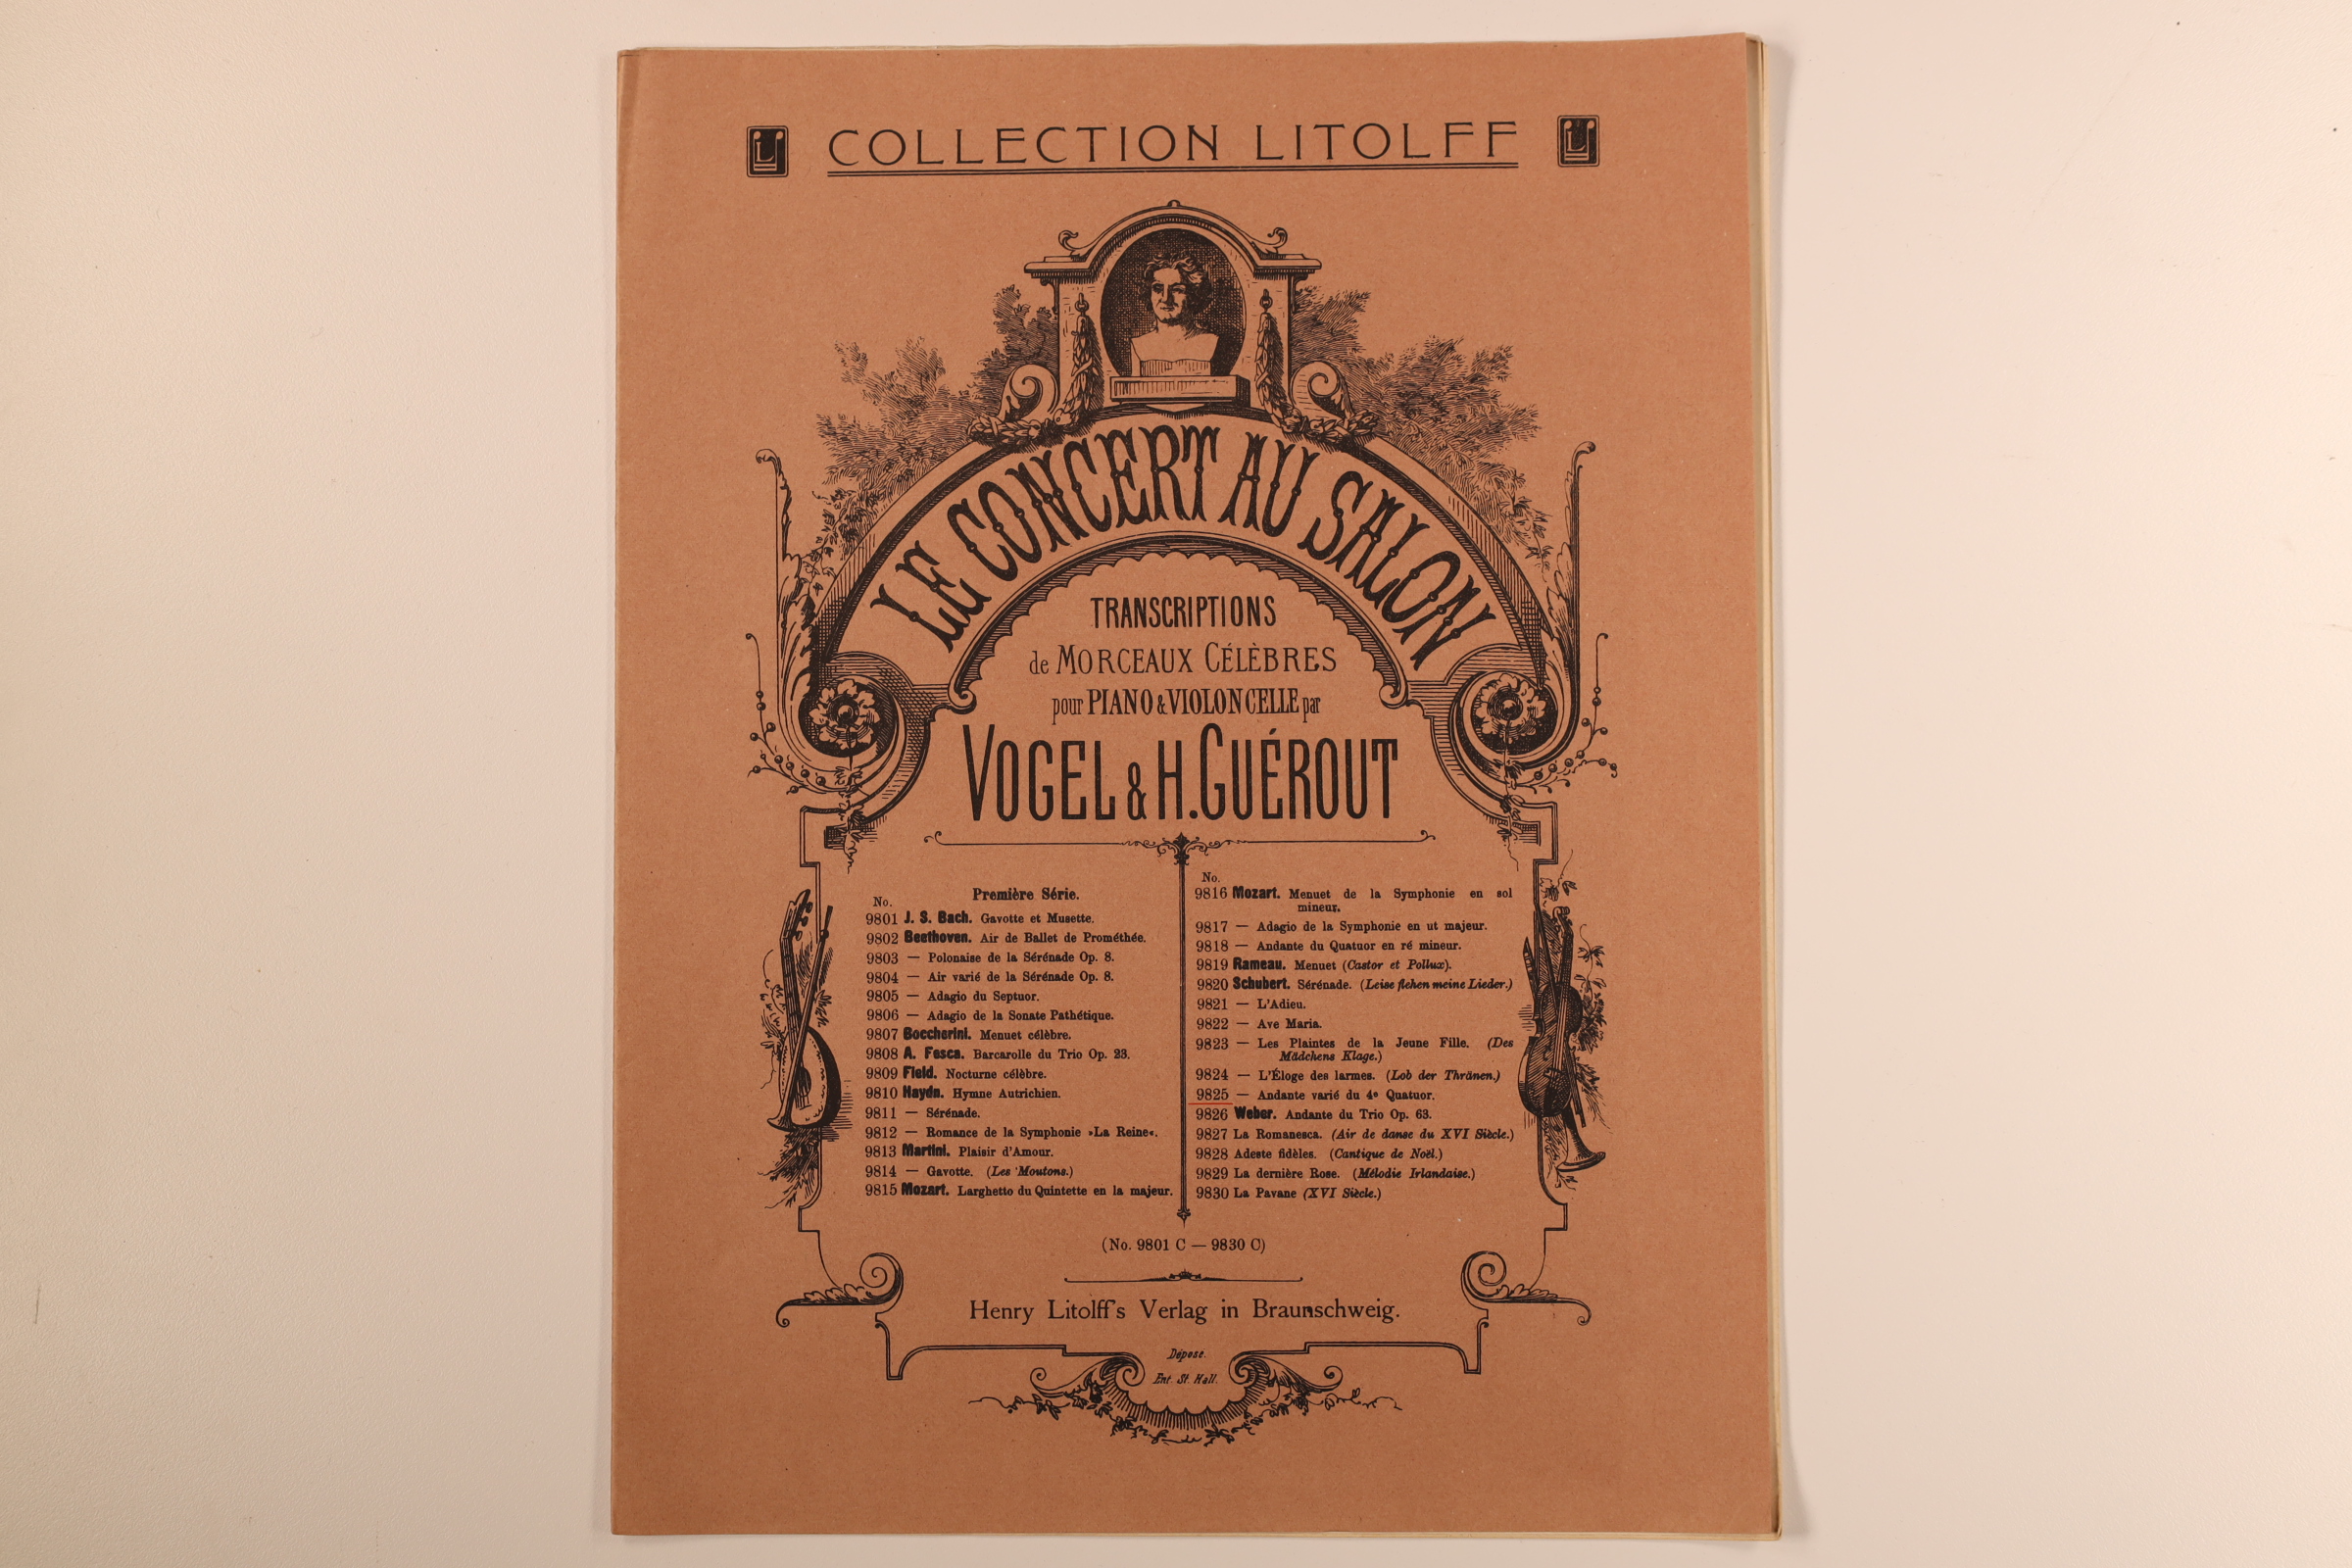 COLLECTION LITOLFF
LE CONCERT AU SALON
TRANSCRIPTIONS
de MORCEAUX CÉLÈBRES
pour PIANO & VIOLONCELLE par
VOGEL & H. GUÉROUT
Première Série.
No.
9801 J. S. Bach. Gavotte et Musette.
9802 Beethoven. Air de Ballet de Prométhée.
9803 — Polonaise de la Sérénade Op. 8.
9804 — Air varié de la Sérénade Op. 8.
9805 — Adagio du Septuor.
9806 — Adagio de la Sonate Pathétique.
9807 Boccherini. Menuet célèbre.
9808 A. Fesca. Barcarolle du Trio Op. 23.
9809 Field. Nocturne célèbre.
9810 Haydn. Hymne Autrichien.
9811 — Sérénade.
9812 — Romance de la Symphonie »La Reine«.
9813 Martini. Plaisir d'Amour.
9814 — Gavotte. (Les Moutons.)
9815 Mozart. Larghetto du Quintette en la majeur.
No.
9816 Mozart. Menuet de la Symphonie en sol
mineur.
9817 — Adagio de la Symphonie en ut majeur.
9818 — Andante du Quatuor en ré mineur.
9819 Rameau. Menuet (Castor et Pollux).
9820 Schubert. Sérénade. (Leise flehen meine Lieder.)
9821 — L'Adieu.
9822 — Ave Maria.
9823 — Les Plaintes de la Jeune Fille. (Des
Mädchens Klage.)
9824 — L'Éloge des larmes. (Lob der Thränen.)
9825 — Andante varié du 4e Quatuor.
9826 Weber. Andante du Trio Op. 63.
9827 La Romanesca. (Air de danse du XVI Siècle.)
9828 Adeste fidèles. (Cantique de Noël.)
9829 La dernière Rose. (Mélodie Irlandaise.)
9830 La Pavane (XVI Siècle.)
(No. 9801 C — 9830 C)
Henry Litolff's Verlag in Braunschweig.
Déposé.
Ent. St. Hall.